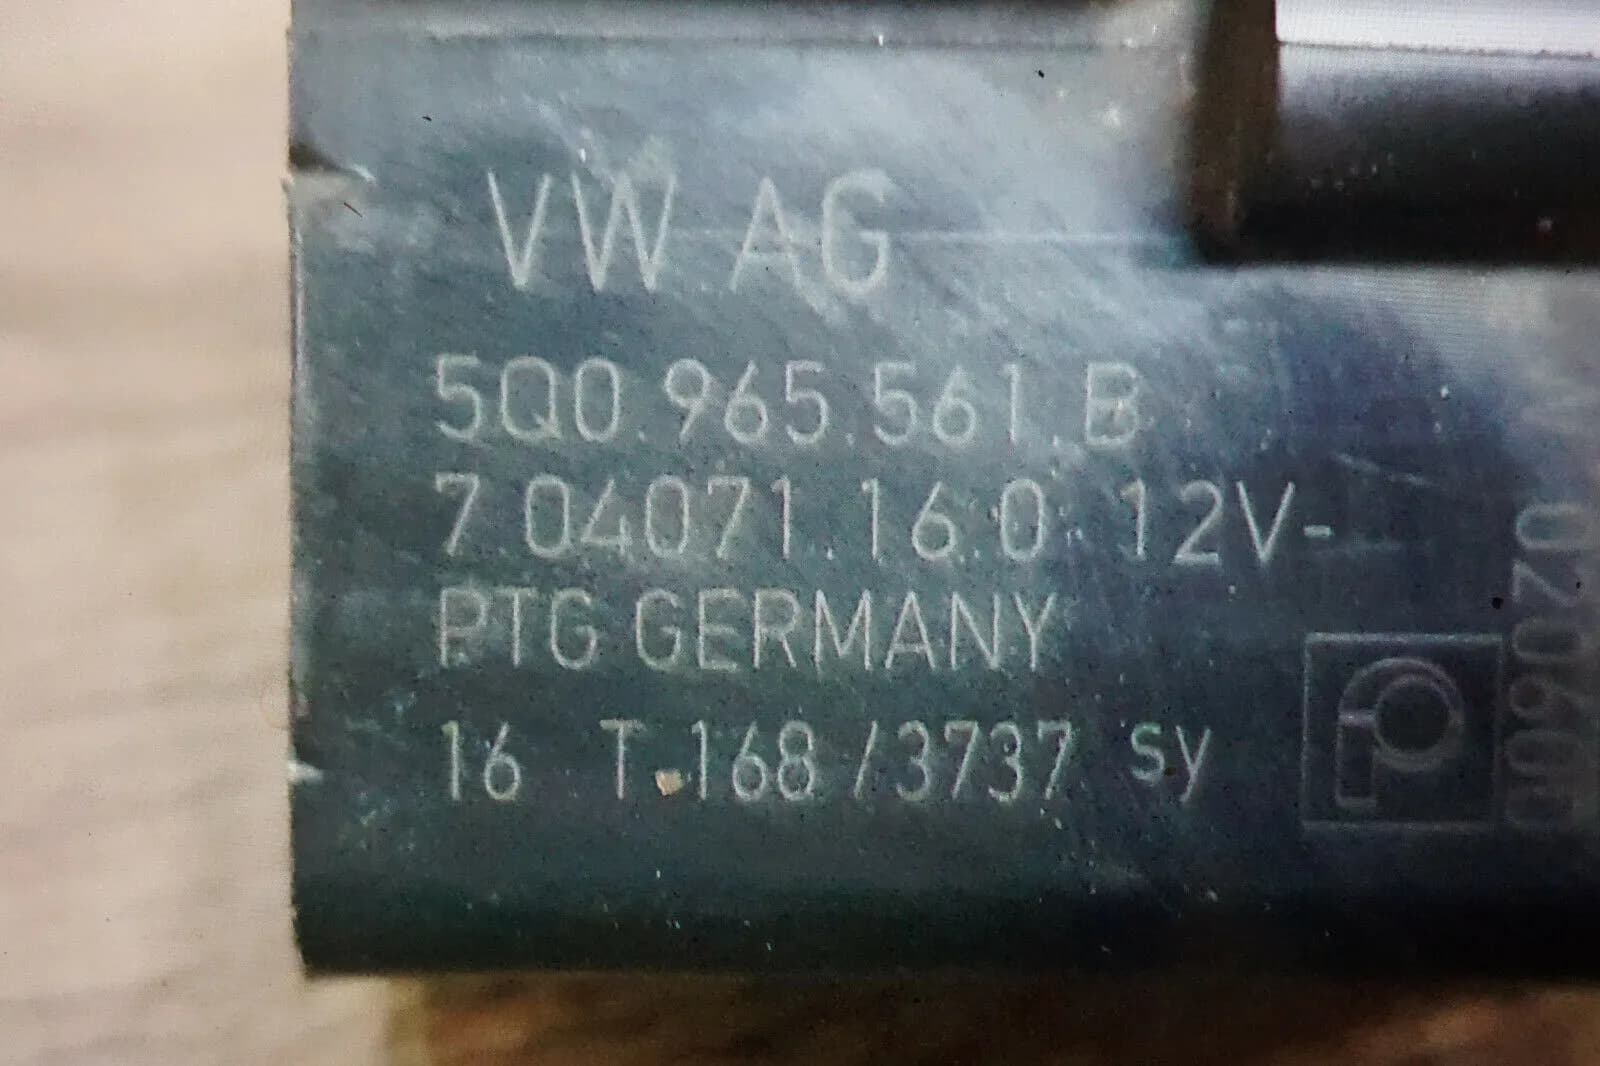 VW AG
5Q0.965.561.B
7.04071.16.0 12V-
PTG GERMANY
16 T.168/3737 sy